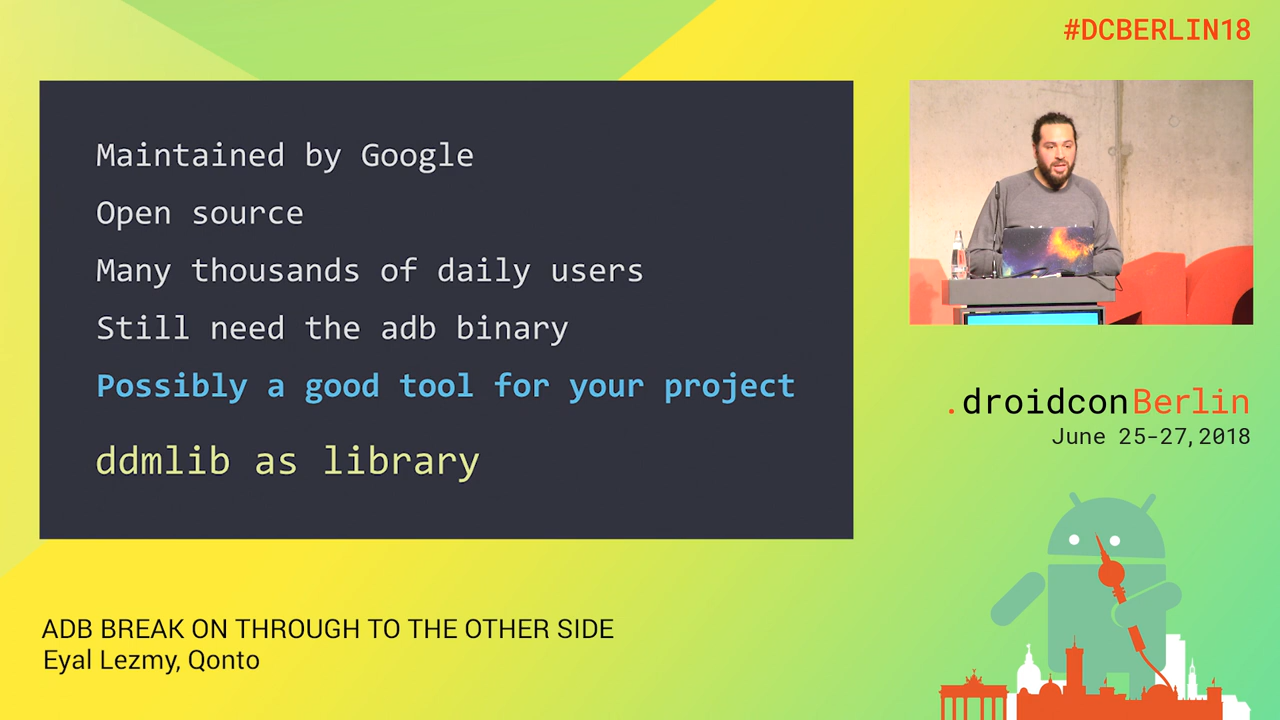 #DCBERLIN18
Maintained by Google
Open source
Many thousands of daily users
Still need the adb binary
Possibly a good tool for your project
ddmlib as library
.droidconBerlin
June 25-27,2018
ADB BREAK ON THROUGH TO THE OTHER SIDE
Eyal Lezmy, Qonto